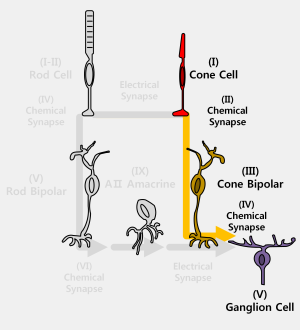 (I-II)
Rod Cell
(I)
Cone Cell
Electrical
Synapse
(IV)
Chemical
Synapse
(II)
Chemical
Synapse
(V)
Rod Bipolar
(IX)
AII Amacrine
(III)
Cone Bipolar
(IV)
Chemical
Synapse
(VI)
Chemical
Synapse
Electrical
Synapse
(V)
Ganglion Cell